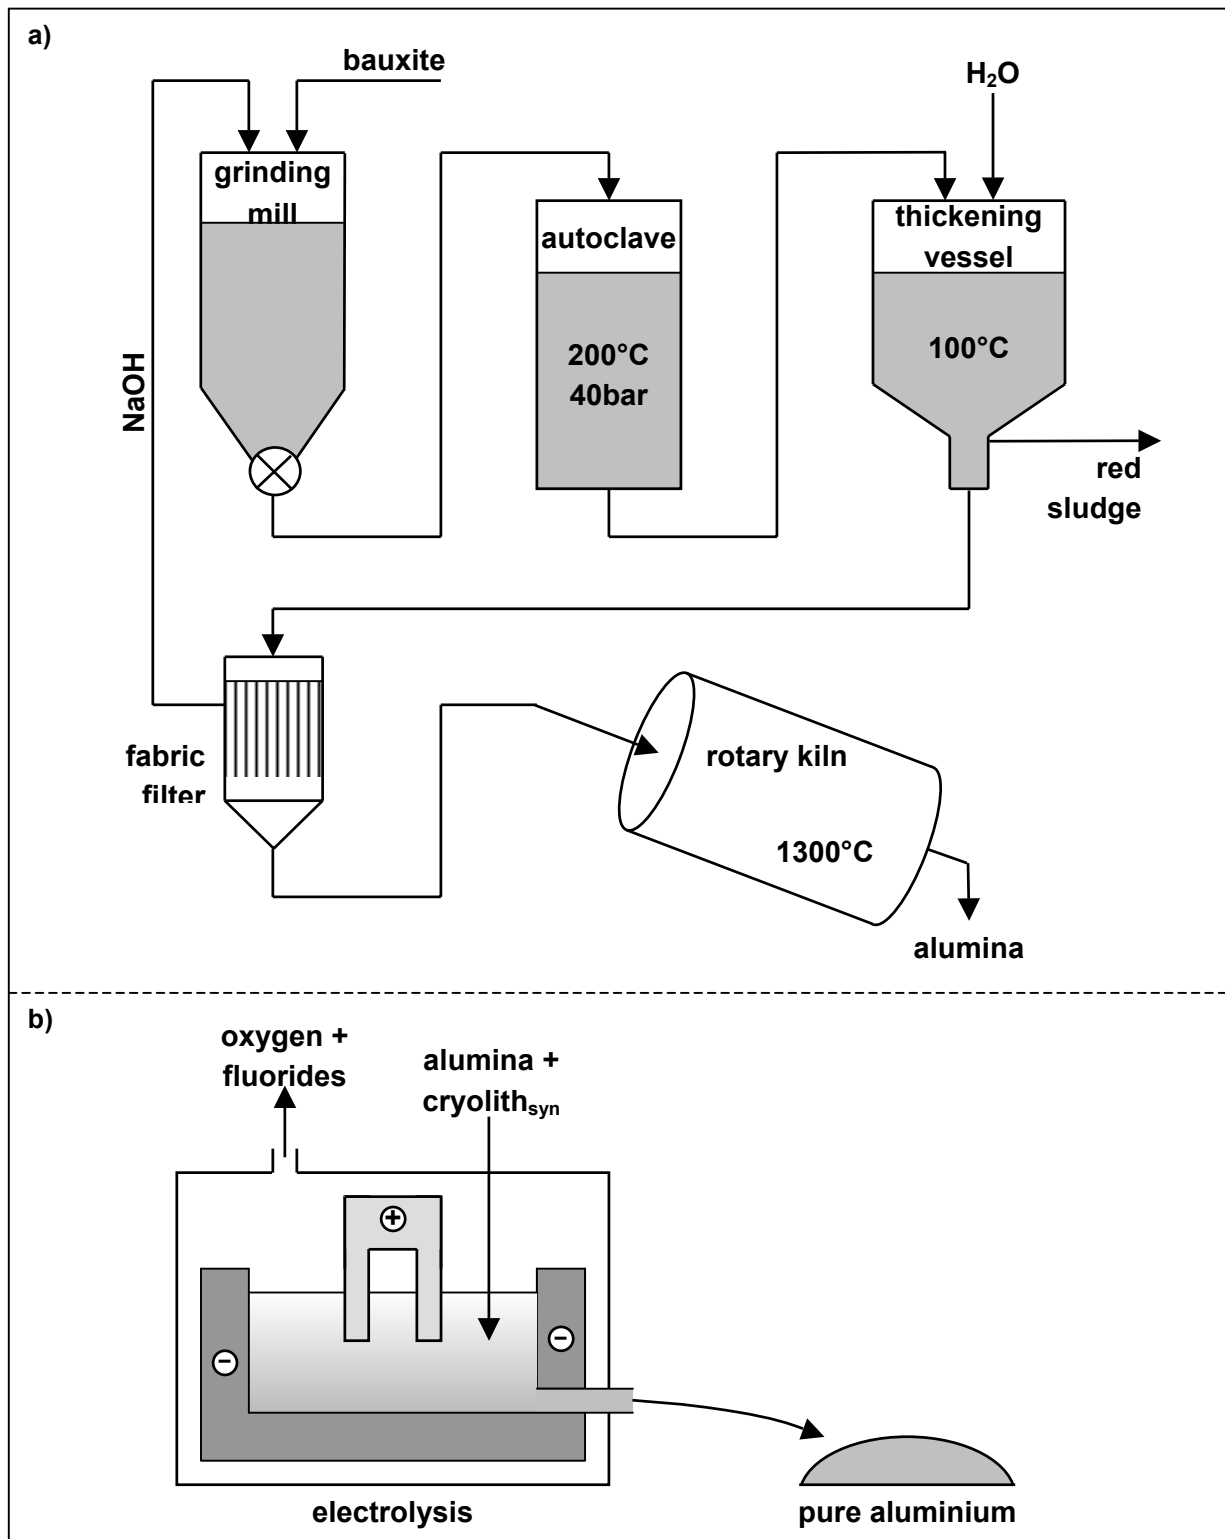 a)
bauxite
H₂O
grinding
mill
autoclave
thickening
vessel
NaOH
200°C
40bar
100°C
red
sludge
fabric
filter
rotary kiln
1300°C
alumina
b)
oxygen +
fluorides
alumina +
cryolithsyn
+
-
-
electrolysis
pure aluminium